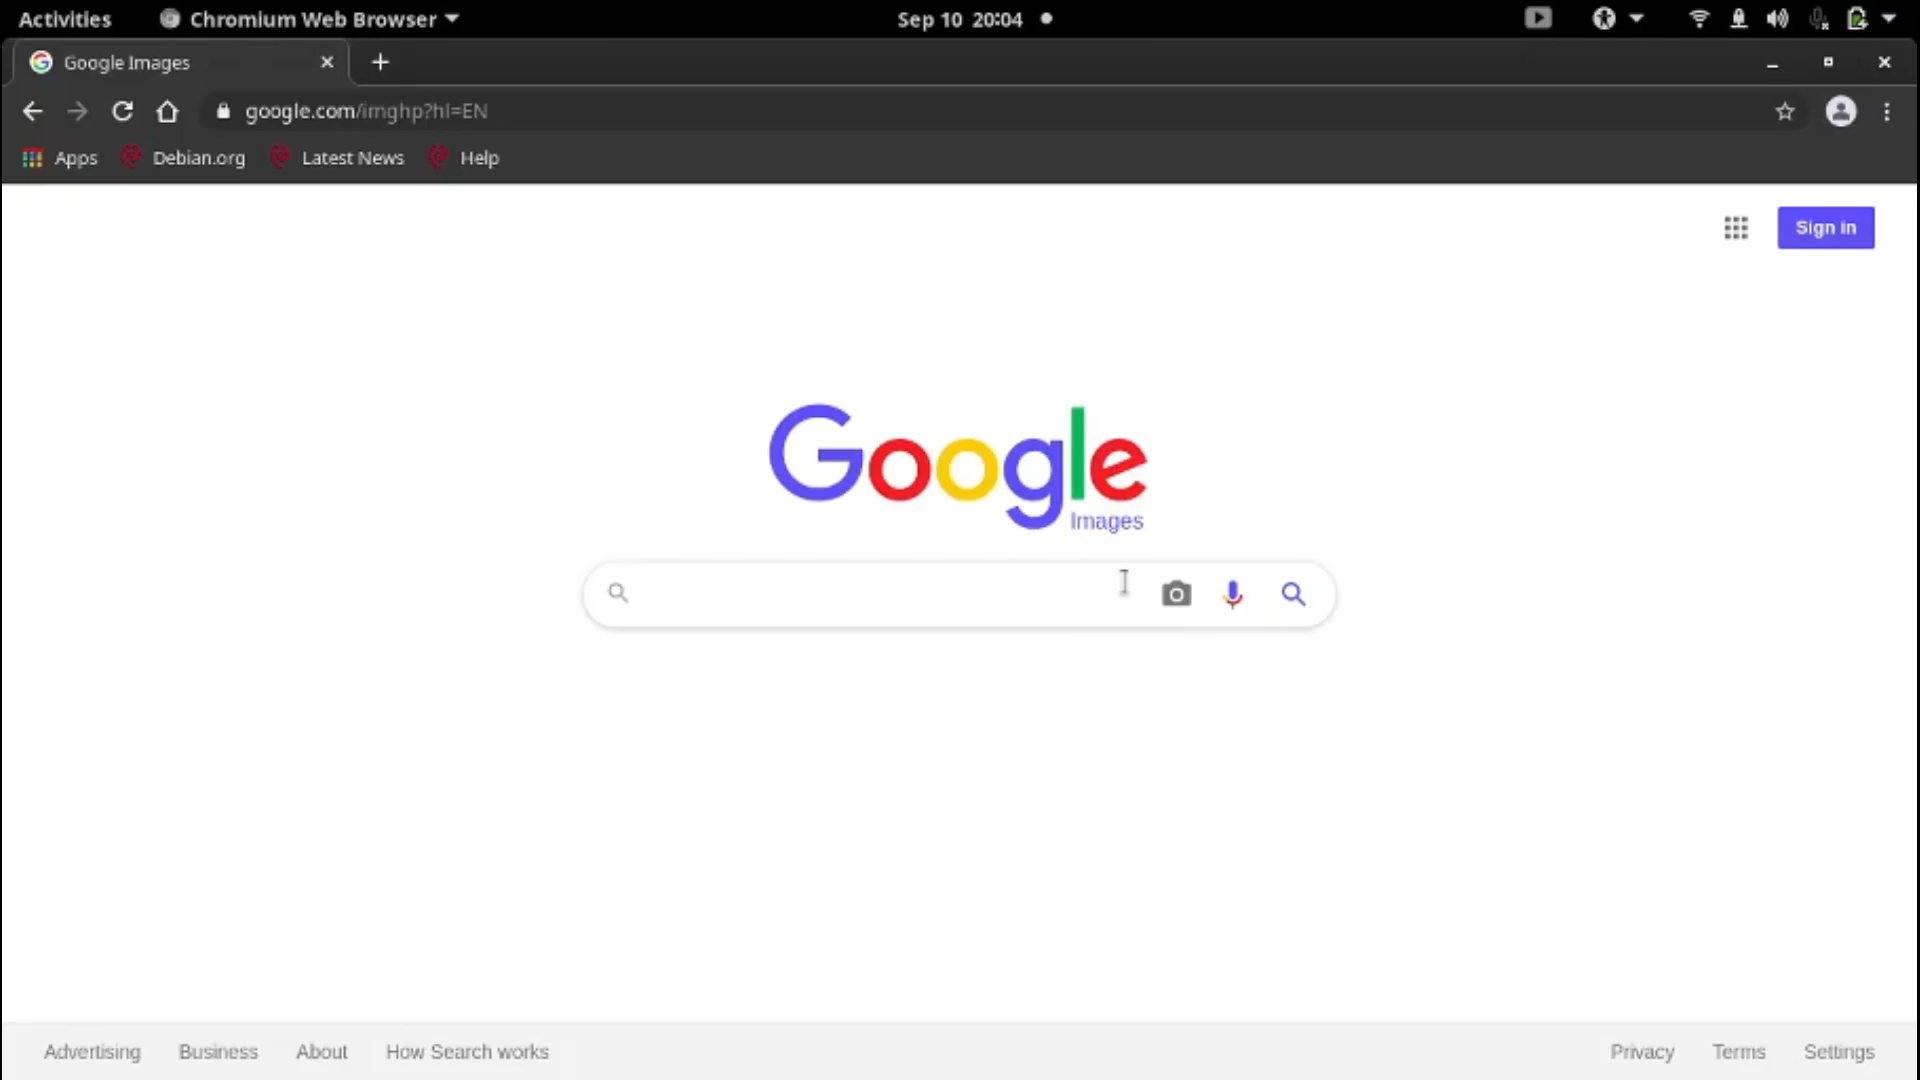 Activities Chromium Web Browser Sep 10 20:04
Google Images
google.com/imghp?hl=EN
Apps Debian.org Latest News Help
Sign in
Google
Images
Advertising Business About How Search works Privacy Terms Settings